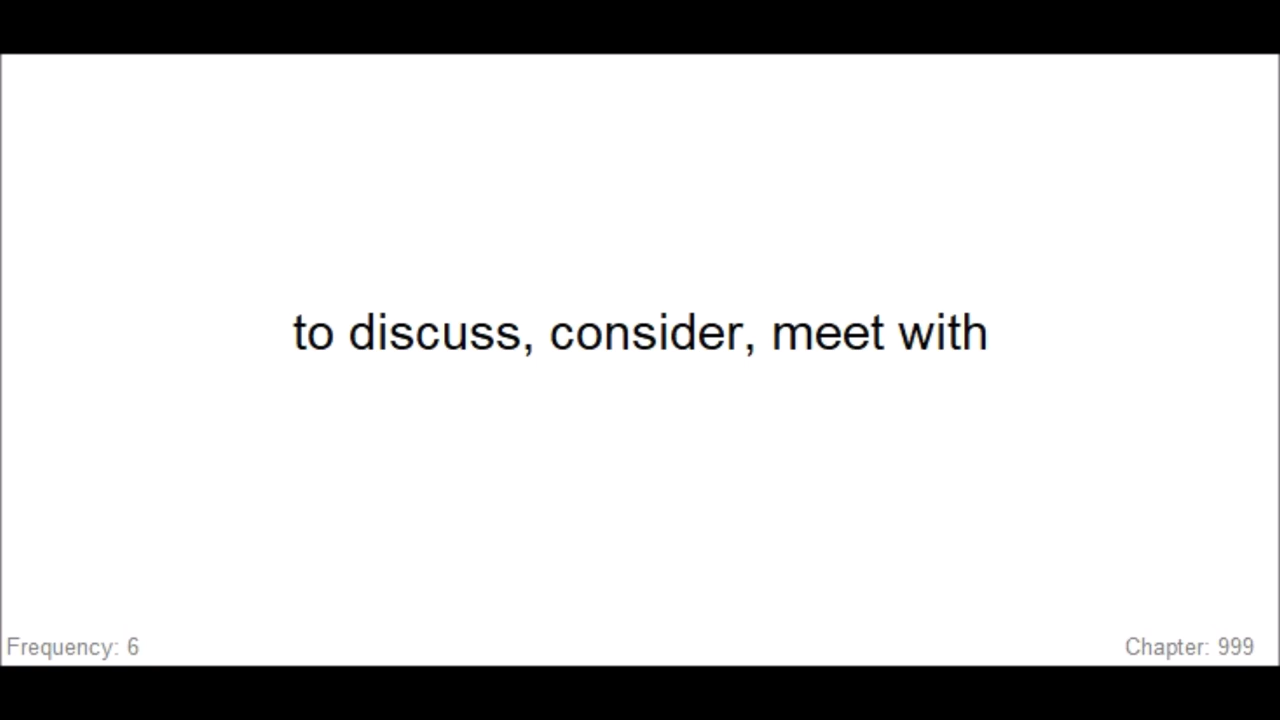 to discuss, consider, meet with
Frequency: 6
Chapter: 999